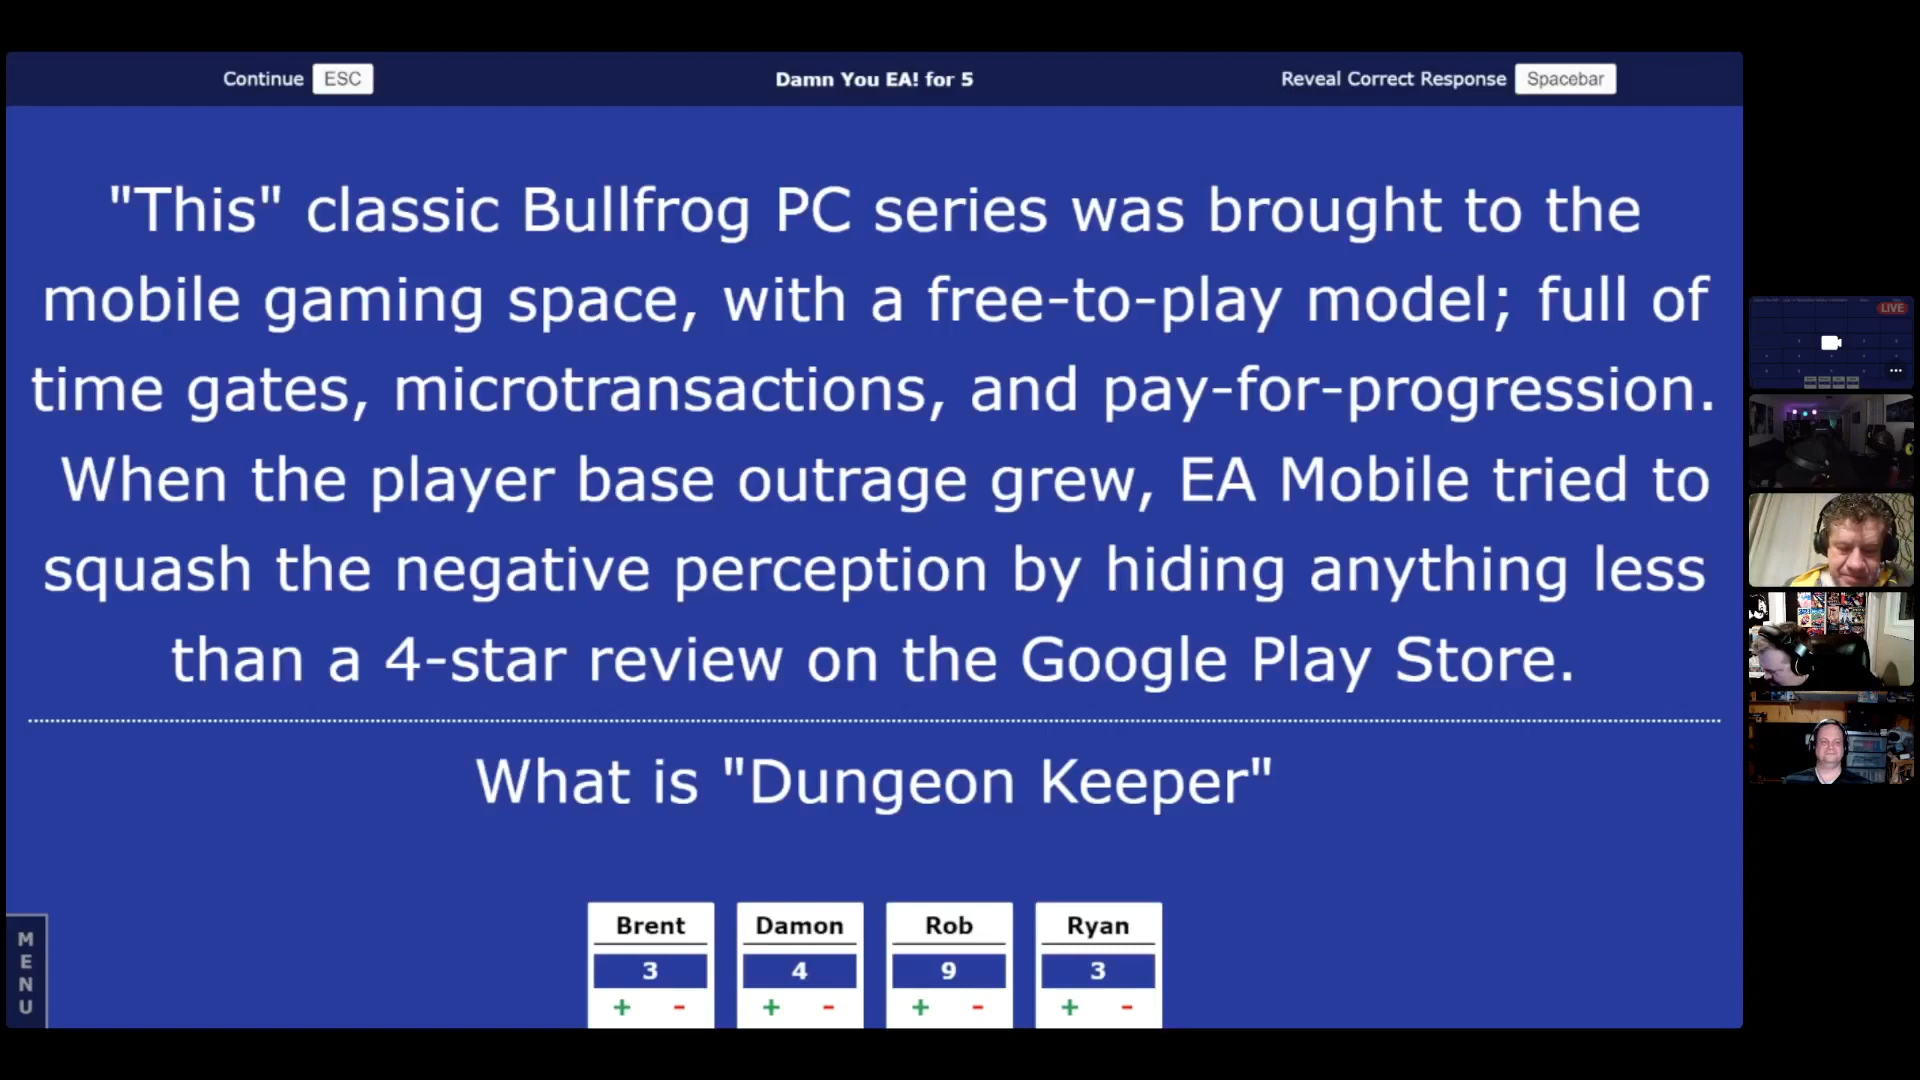 Continue ESC Damn You EA! for 5 Reveal Correct Response Spacebar
"This" classic Bullfrog PC series was brought to the
mobile gaming space, with a free-to-play model; full of
time gates, microtransactions, and pay-for-progression.
When the player base outrage grew, EA Mobile tried to
squash the negative perception by hiding anything less
than a 4-star review on the Google Play Store.
What is "Dungeon Keeper"
MENU
Brent Damon Rob Ryan
3 4 9 3
+ - + - + - + -
LIVE